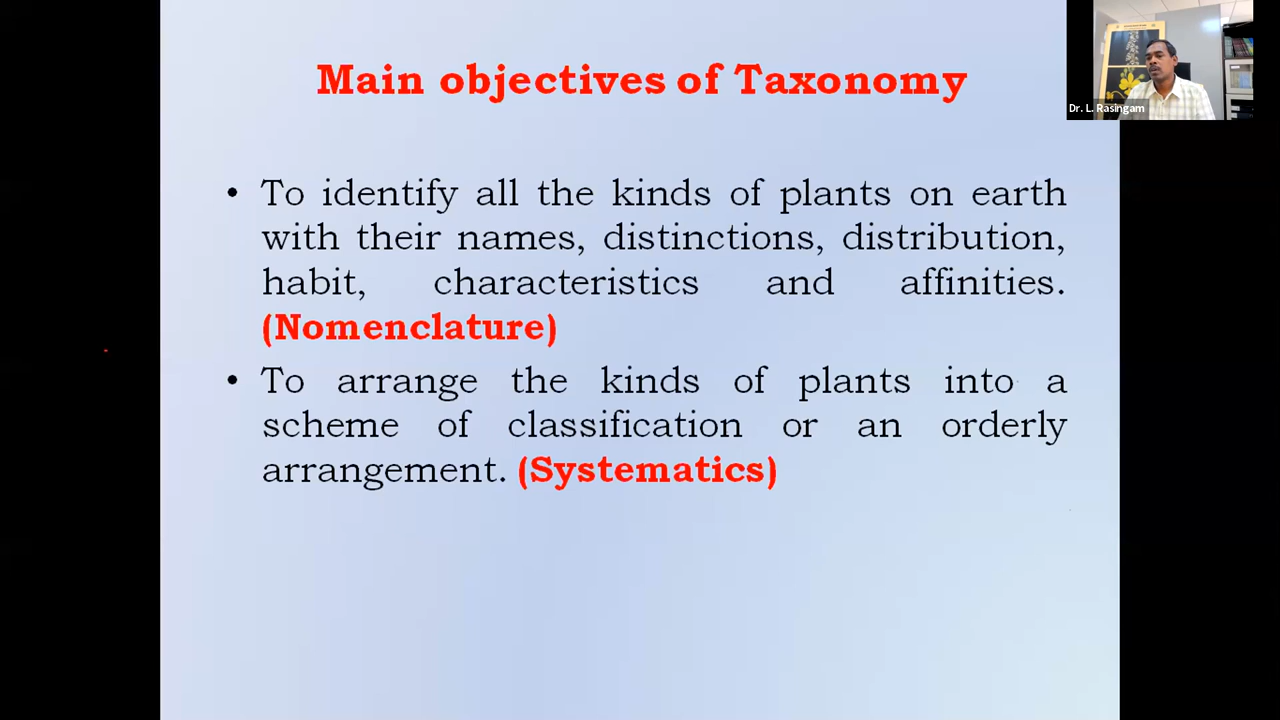 Main objectives of Taxonomy
Dr. L. Rasingam
• To identify all the kinds of plants on earth
with their names, distinctions, distribution,
habit, characteristics and affinities.
(Nomenclature)
• To arrange the kinds of plants into a
scheme of classification or an orderly
arrangement. (Systematics)